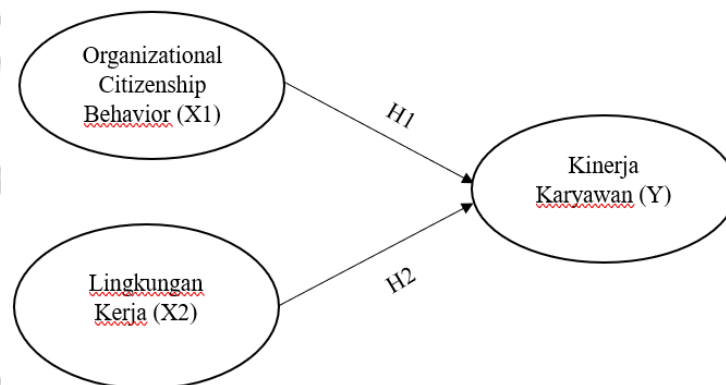 Organizational
Citizenship
Behavior (X1)
H1
Kinerja
Karyawan (Y)
Lingkungan
Kerja (X2)
H2